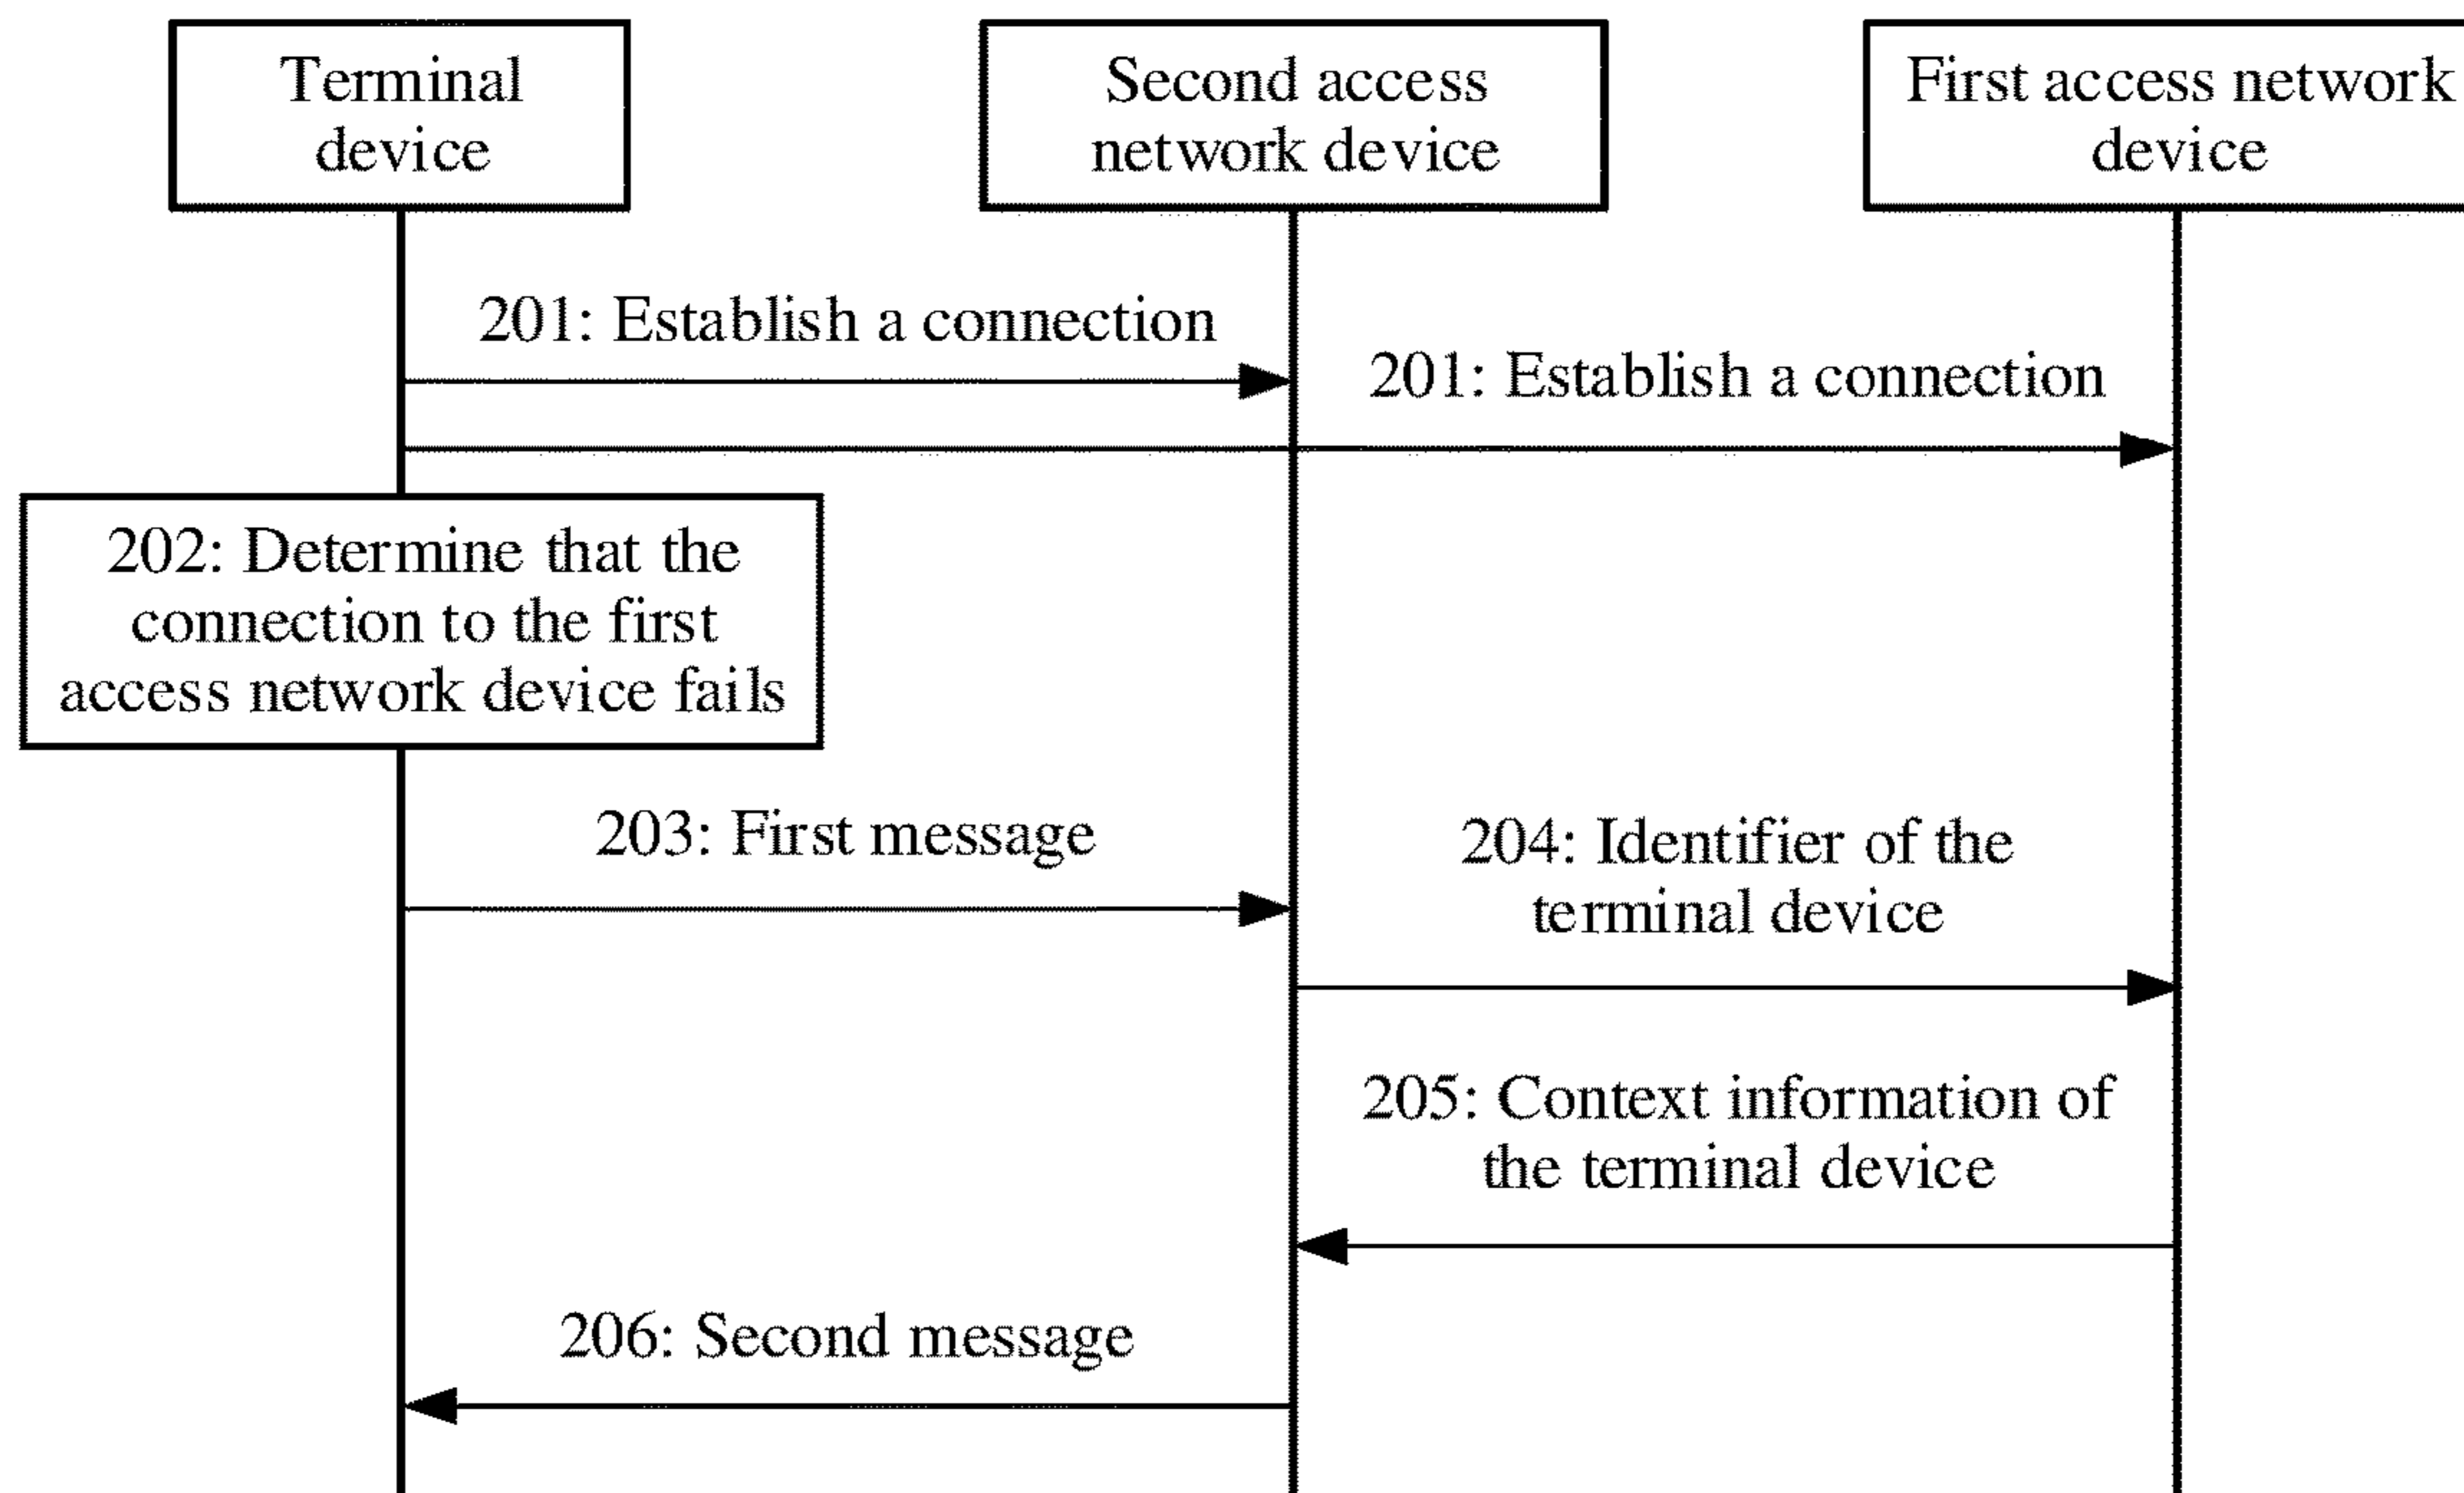 Terminal
device
Second access
network device
First access network
device
201: Establish a connection
201: Establish a connection
202: Determine that the
connection to the first
access network device fails
203: First message
204: Identifier of the
terminal device
205: Context information of
the terminal device
206: Second message